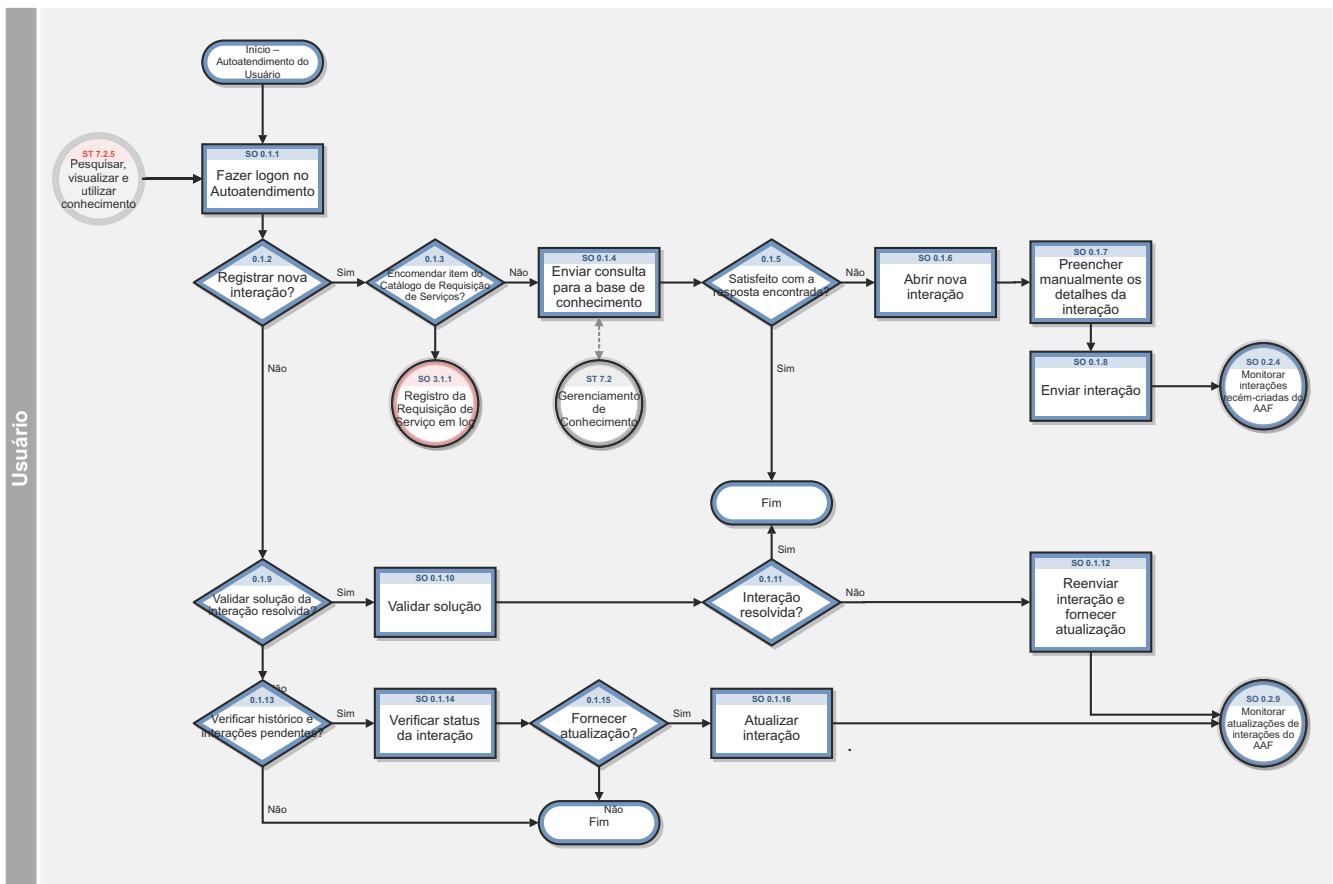 Usuário
Início –
Autoatendimento do
Usuário
ST 7.2.5
Pesquisar,
visualizar e
utilizar
conhecimento
SO 0.1.1
Fazer logon no
Autoatendimento
0.1.2
Registrar nova
interação?
Sim
Não
0.1.3
Encomendar item do
Catálogo de Requisição
de Serviços?
Não
SO 0.1.4
Enviar consulta
para a base de
conhecimento
0.1.5
Satisfeito com a
resposta encontrada?
Não
Sim
SO 0.1.6
Abrir nova
interação
SO 0.1.7
Preencher
manualmente os
detalhes da
interação
SO 3.1.1
Registro da
Requisição de
Serviço em log
ST 7.2
Gerenciamento
de
Conhecimento
SO 0.1.8
Enviar interação
SO 0.2.4
Monitorar
interações
recém-criadas do
AAF
Fim
Sim
0.1.9
Validar solução da
interação resolvida?
Sim
Não
SO 0.1.10
Validar solução
0.1.11
Interação
resolvida?
Não
SO 0.1.12
Reenviar
interação e
fornecer
atualização
0.1.13
Verificar histórico e
interações pendentes?
Sim
Não
SO 0.1.14
Verificar status
da interação
0.1.15
Fornecer
atualização?
Sim
SO 0.1.16
Atualizar
interação
.
SO 0.2.9
Monitorar
atualizações de
interações do
AAF
Não
Fim